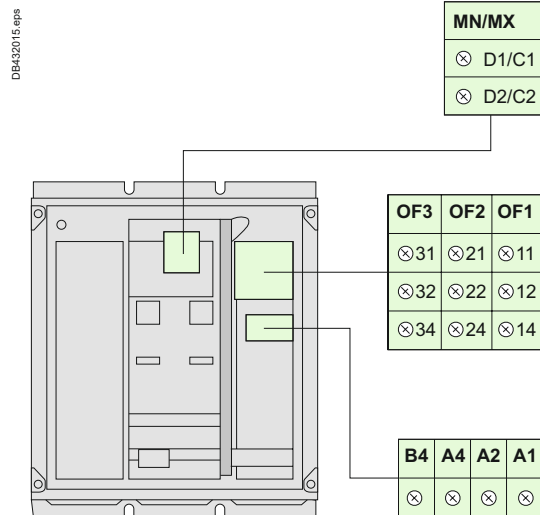 DB432015.eps
MN/MX
D1/C1
D2/C2
OF3 OF2 OF1
31 21 11
32 22 12
34 24 14
B4 A4 A2 A1